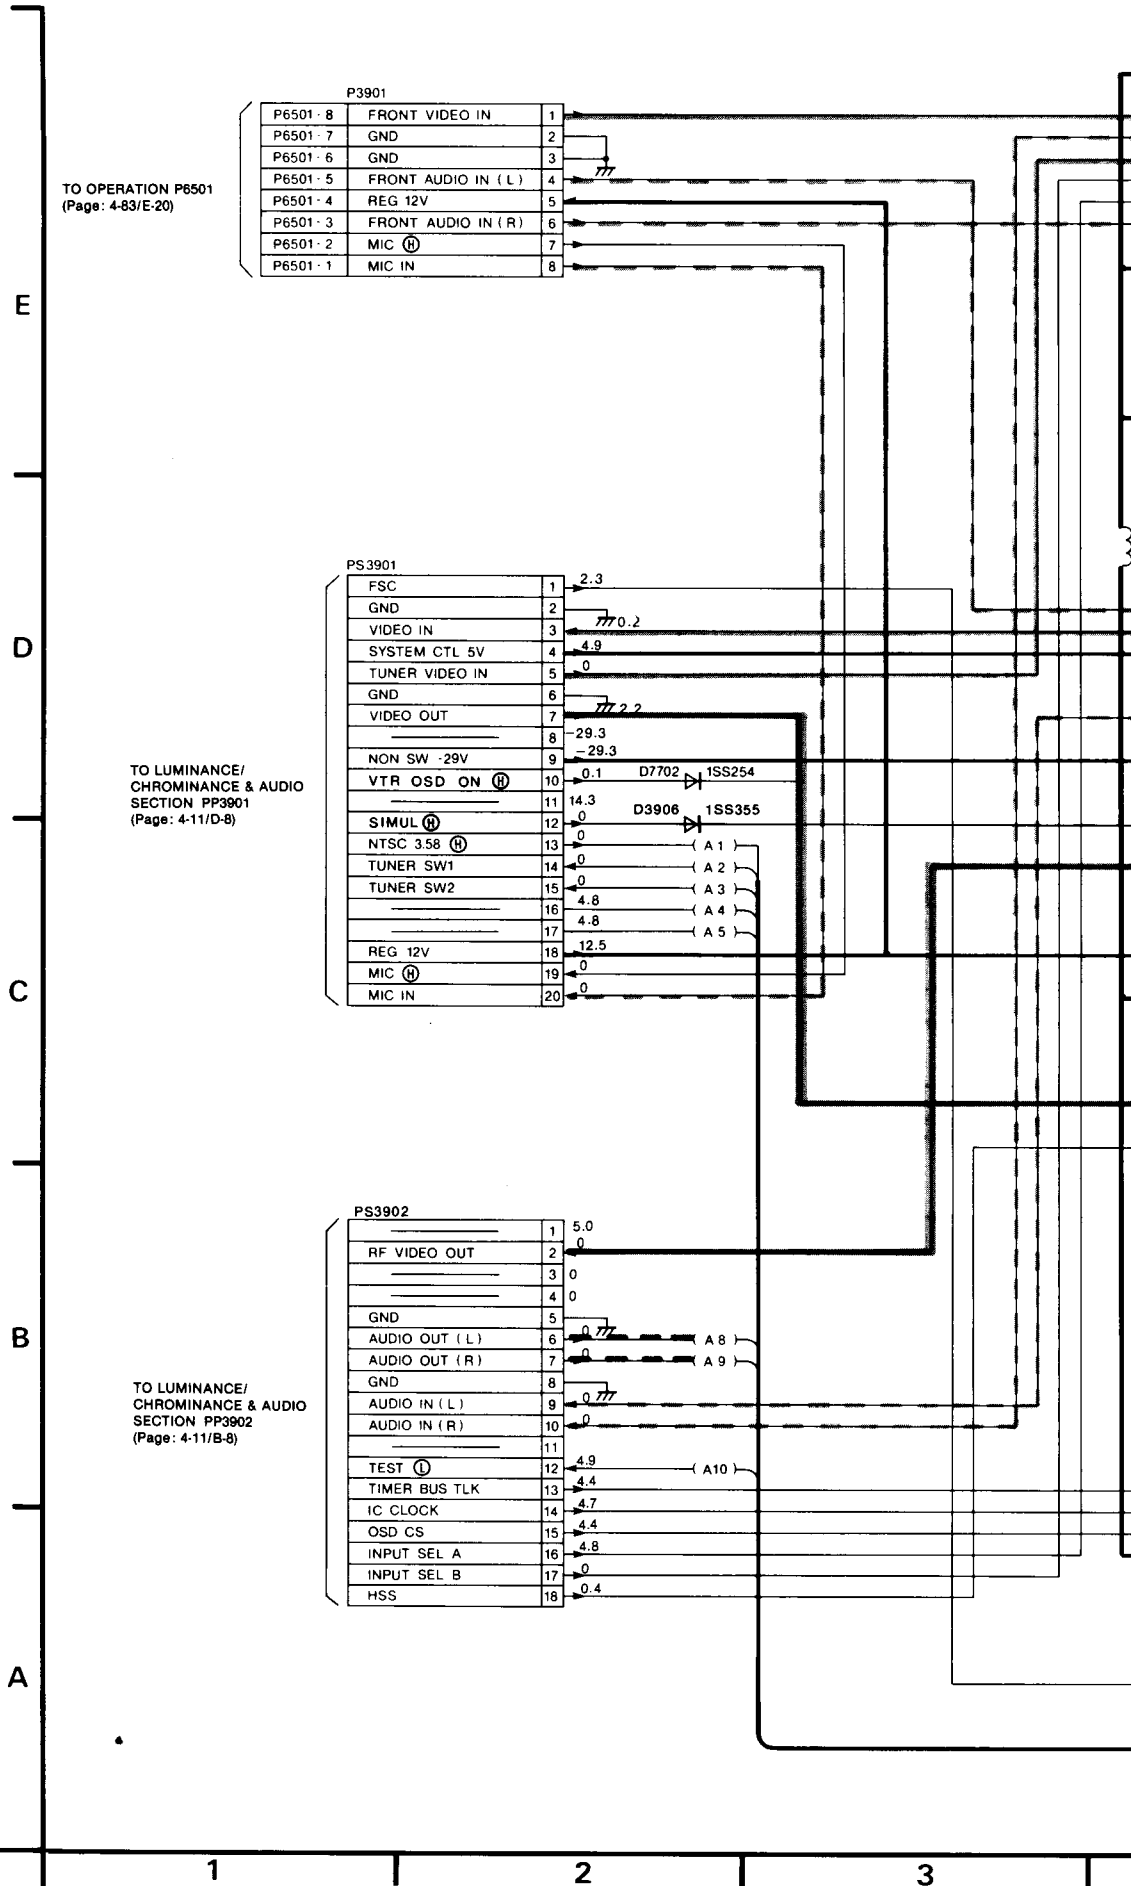 P3901
P6501-8 FRONT VIDEO IN 1
P6501-7 GND 2
P6501-6 GND 3
P6501-5 FRONT AUDIO IN (L) 4
P6501-4 REG 12V 5
P6501-3 FRONT AUDIO IN (R) 6
P6501-2 MIC Ⓗ 7
P6501-1 MIC IN 8
TO OPERATION P6501
(Page: 4-83/E-20)
E
PS3901
FSC 1 2.3
GND 2
VIDEO IN 3 0.2
SYSTEM CTL 5V 4 4.9
TUNER VIDEO IN 5 0
GND 6
VIDEO OUT 7 2.2
8 -29.3
NON SW -29V 9 -29.3
VTR OSD ON Ⓗ 10 0.1 D7702 1SS254
11 14.3
SIMUL Ⓗ 12 0 D3906 1SS355
NTSC 3.58 Ⓗ 13 0 A1
TUNER SW1 14 0 A2
TUNER SW2 15 0 A3
16 4.8 A4
17 4.8 A5
REG 12V 18 12.5
MIC Ⓗ 19 0
MIC IN 20 0
TO LUMINANCE/
CHROMINANCE & AUDIO
SECTION PP3901
(Page: 4-11/D-8)
D
C
PS3902
1 5.0
RF VIDEO OUT 2 0
3 0
4 0
GND 5
AUDIO OUT (L) 6 0 A8
AUDIO OUT (R) 7 0 A9
GND 8
AUDIO IN (L) 9 0
AUDIO IN (R) 10 0
11
TEST Ⓛ 12 4.9 A10
TIMER BUS TLK 13 4.4
IC CLOCK 14 4.7
OSD CS 15 4.4
INPUT SEL A 16 4.8
INPUT SEL B 17 0
HSS 18 0.4
TO LUMINANCE/
CHROMINANCE & AUDIO
SECTION PP3902
(Page: 4-11/B-8)
B
A
1 2 3